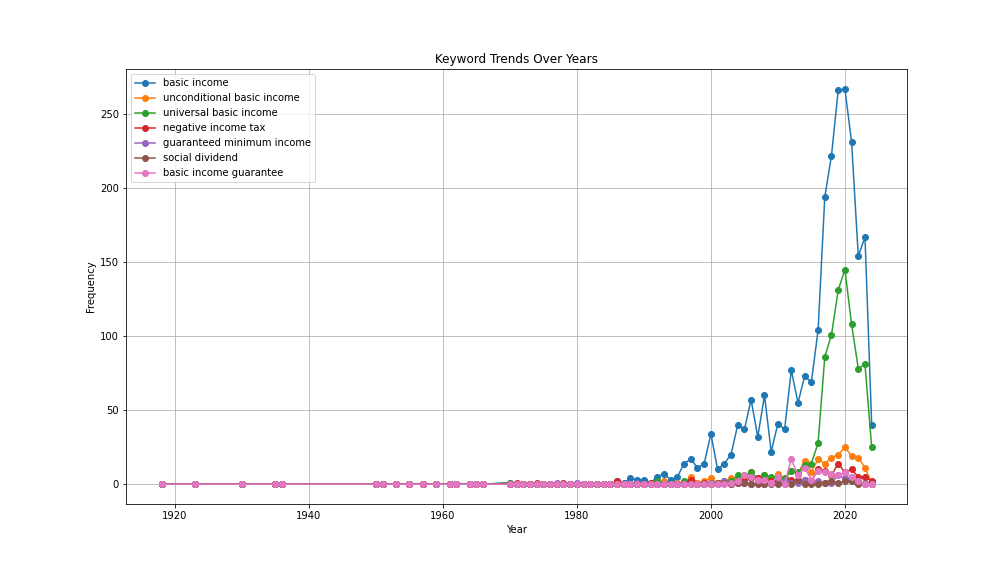 Keyword Trends Over Years
basic income
unconditional basic income
universal basic income
negative income tax
guaranteed minimum income
social dividend
basic income guarantee
Frequency
250
200
150
100
50
0
1920
1940
1960
1980
2000
2020
Year